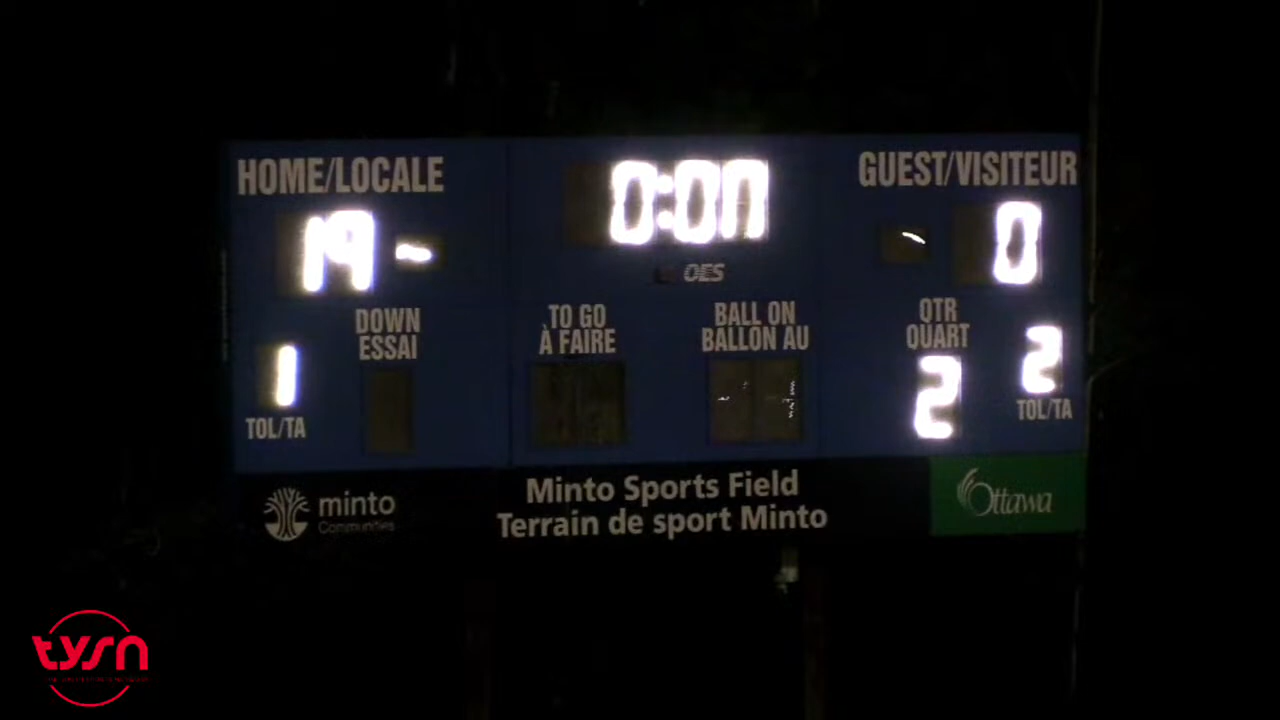 HOME/LOCALE
0:00
GUEST/VISITEUR
19
0
OES
DOWN
ESSAI
TO GO
À FAIRE
BALL ON
BALLON AU
QTR
QUART
1
2
2
TOL/TA
TOL/TA
minto
Communities
Minto Sports Field
Terrain de sport Minto
Ottawa
tysn